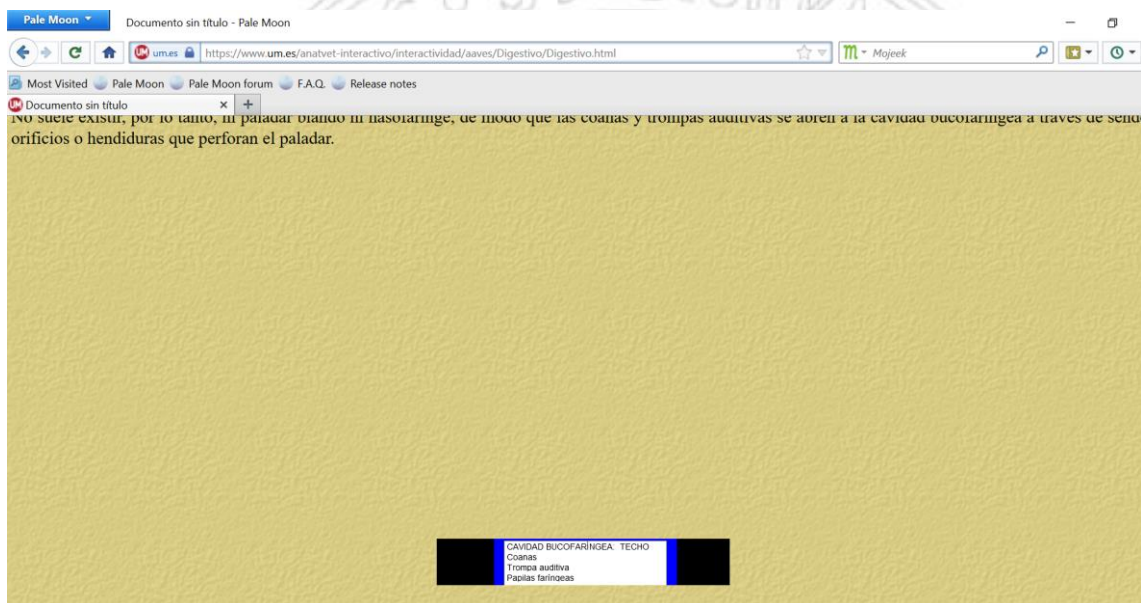 Pale Moon
Documento sin título - Pale Moon
um.es https://www.um.es/anatvet-interactivo/interactividad/aaves/Digestivo/Digestivo.html
Mojeek
Most Visited Pale Moon Pale Moon forum F.A.Q. Release notes
UM Documento sin título
No suele existir, por lo tanto, ni paladar blando ni nasofaringe, de modo que las coanas y trompas auditivas se abren a la cavidad bucofaríngea a través de
orificios o hendiduras que perforan el paladar.
CAVIDAD BUCOFARÍNGEA: TECHO
Coanas
Trompa auditiva
Papilas faríngeas